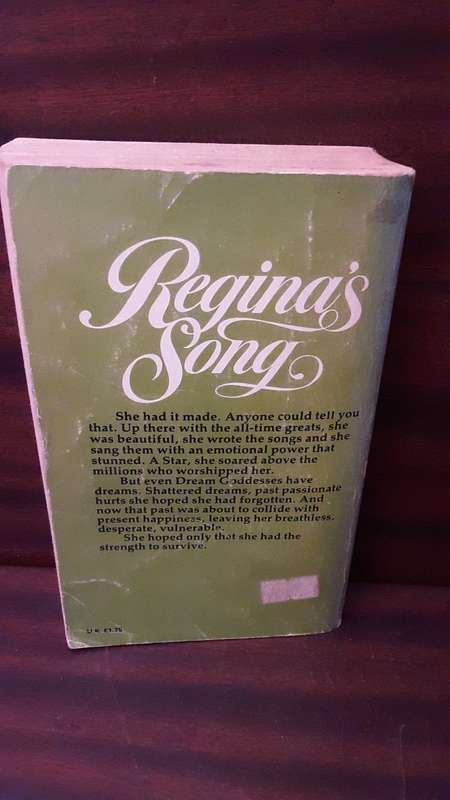 Regina's
Song
She had it made. Anyone could tell you
that. Up there with the all-time greats, she
was beautiful, she wrote the songs and she
sang them with an emotional power that
stunned. A Star, she soared above the
millions who worshipped her.
But even Dream Goddesses have
dreams. Shattered dreams, past passionate
hurts she hoped she had forgotten. And
now that past was about to collide with
present happiness, leaving her breathless,
desperate, vulnerable.
She hoped only that she had the
strength to survive.
U.K. £1.75